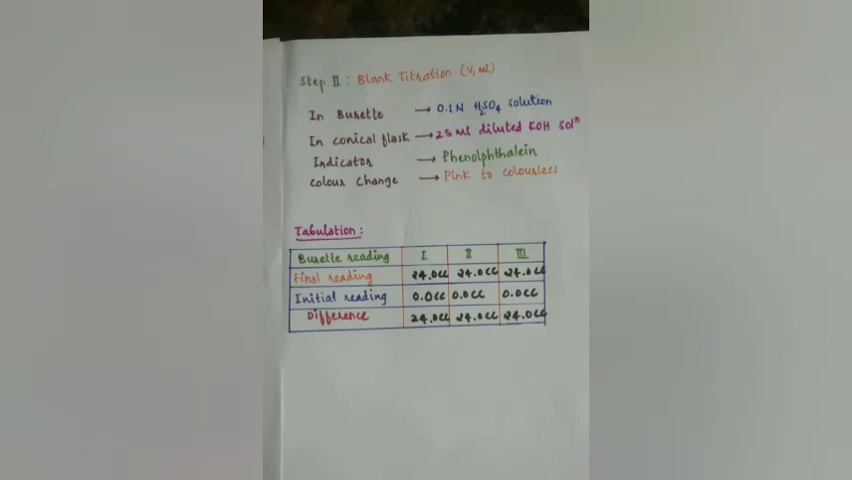 Step II : Blank Titration (V, ml)
In Burette → 0.1N H2SO4 solution
In conical flask → 25 ml diluted KOH solⁿ
Indicator → Phenolphthalein
Colour Change → Pink to colourless
Tabulation :
Burette reading I II III
Final reading 24.0cc 24.0cc 24.0cc
Initial reading 0.0cc 0.0cc 0.0cc
Difference 24.0cc 24.0cc 24.0cc